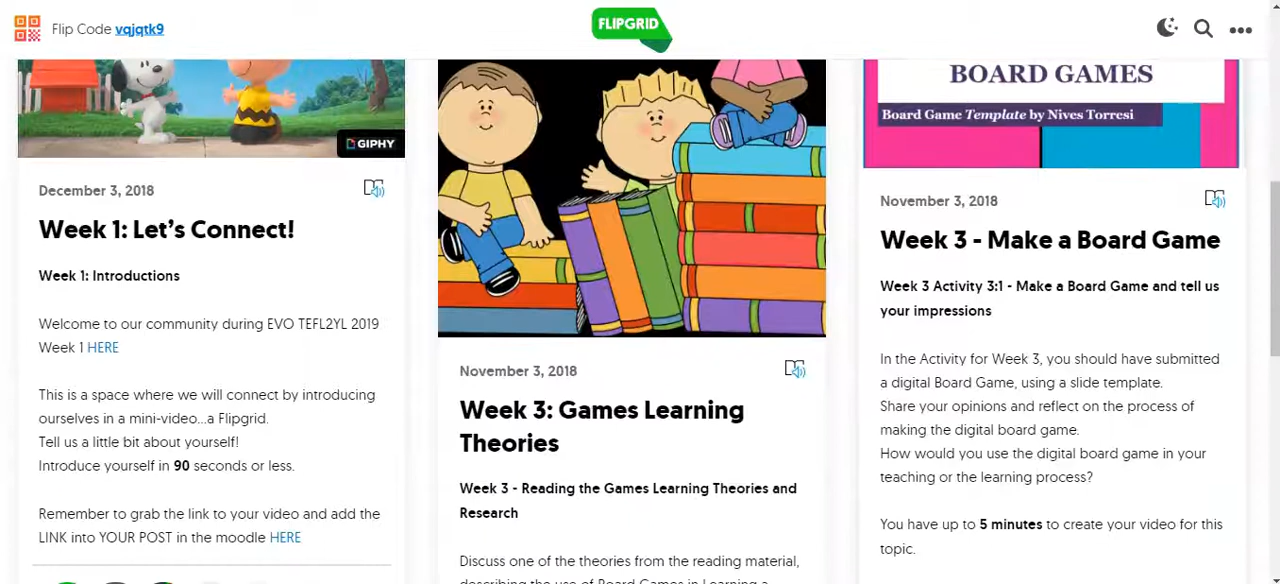 Flip Code vqjqtk9
FLIPGRID
GIPHY
December 3, 2018
Week 1: Let's Connect!
Week 1: Introductions
Welcome to our community during EVO TEFL2YL 2019
Week 1 HERE
This is a space where we will connect by introducing
ourselves in a mini-video...a Flipgrid.
Tell us a little bit about yourself!
Introduce yourself in 90 seconds or less.
Remember to grab the link to your video and add the
LINK into YOUR POST in the moodle HERE
November 3, 2018
Week 3: Games Learning
Theories
Week 3 - Reading the Games Learning Theories and
Research
Discuss one of the theories from the reading material,
describing the use of Board Games in Learning a
BOARD GAMES
Board Game Template by Nives Torresi
November 3, 2018
Week 3 - Make a Board Game
Week 3 Activity 3:1 - Make a Board Game and tell us
your impressions
In the Activity for Week 3, you should have submitted
a digital Board Game, using a slide template.
Share your opinions and reflect on the process of
making the digital board game.
How would you use the digital board game in your
teaching or the learning process?
You have up to 5 minutes to create your video for this
topic.